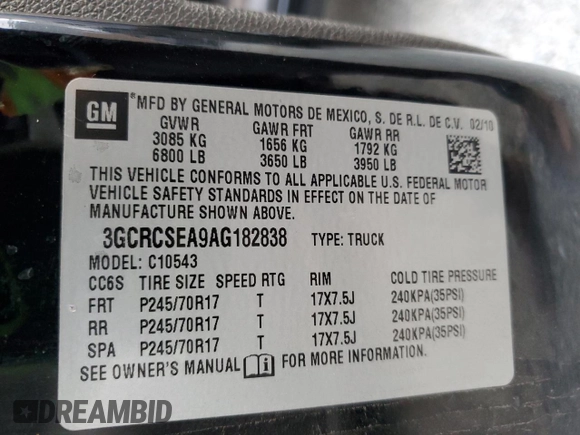 GM
*MFD BY GENERAL MOTORS DE MEXICO, S. DE R.L. DE C.V. 02/10
GVWR GAWR FRT GAWR RR
3085 KG 1656 KG 1792 KG
6800 LB 3650 LB 3950 LB
THIS VEHICLE CONFORMS TO ALL APPLICABLE U.S. FEDERAL MOTOR
VEHICLE SAFETY STANDARDS IN EFFECT ON THE DATE OF
MANUFACTURE SHOWN ABOVE.
3GCRCSEA9AG182838 TYPE: TRUCK
MODEL: C10543
CC6S TIRE SIZE SPEED RTG RIM COLD TIRE PRESSURE
FRT P245/70R17 T 17X7.5J 240KPA(35PSI)
RR P245/70R17 T 17X7.5J 240KPA(35PSI)
SPA P245/70R17 T 17X7.5J 240KPA(35PSI)
SEE OWNER'S MANUAL i FOR MORE INFORMATION.
DREAMBID